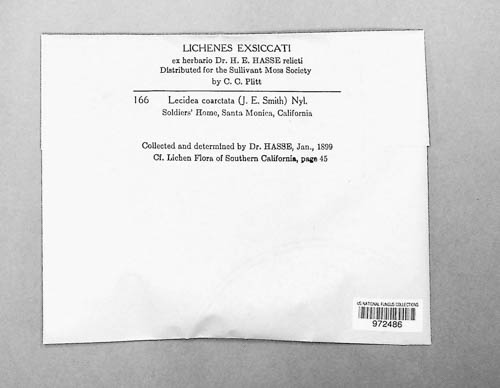 LICHENES EXSICCATI
ex herbario Dr. H. E. HASSE relicti
Distributed for the Sullivant Moss Society
by C. C. Plitt
166 Lecidea coarctata (J. E. Smith) Nyl.
Soldiers' Home, Santa Monica, California
Collected and determined by Dr. HASSE, Jan., 1899
Cf. Lichen Flora of Southern California, page 45
US NATIONAL FUNGUS COLLECTIONS
972486